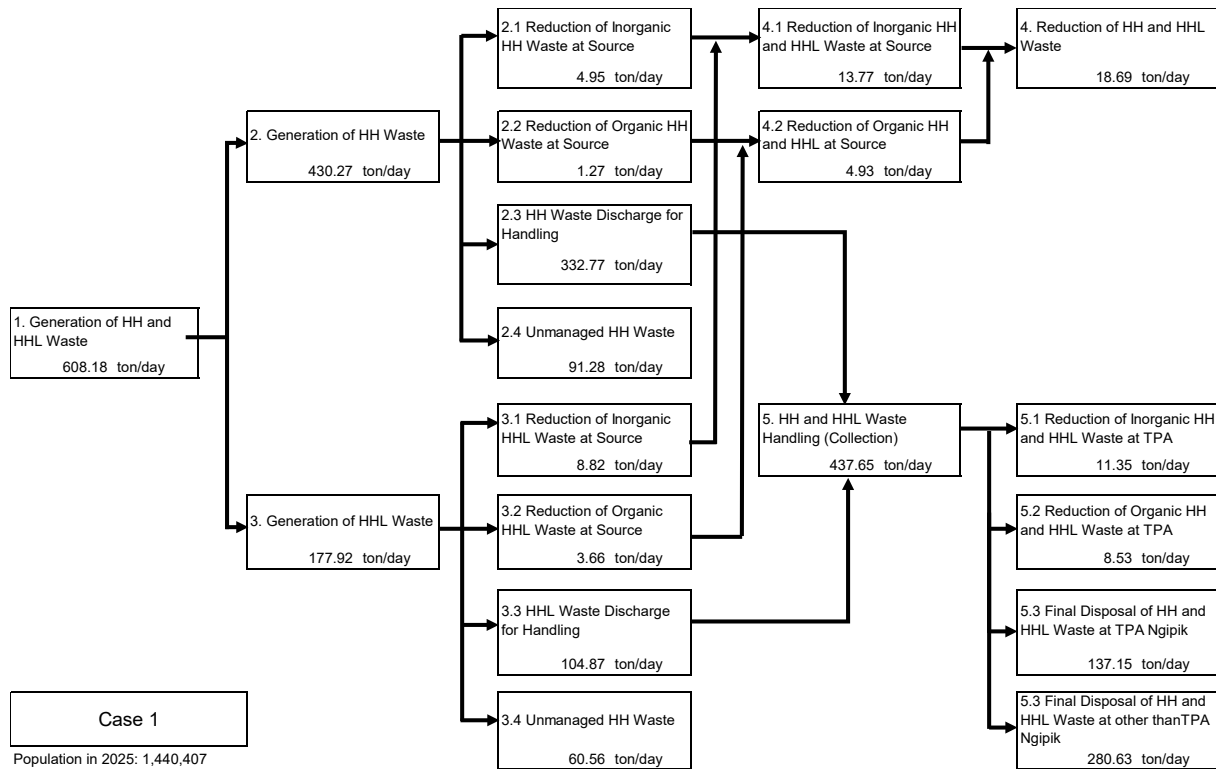 2.1 Reduction of Inorganic
HH Waste at Source
4.95 ton/day
4.1 Reduction of Inorganic HH
and HHL Waste at Source
13.77 ton/day
4. Reduction of HH and HHL
Waste
18.69 ton/day
2. Generation of HH Waste
430.27 ton/day
2.2 Reduction of Organic HH
Waste at Source
1.27 ton/day
4.2 Reduction of Organic HH
and HHL at Source
4.93 ton/day
2.3 HH Waste Discharge for
Handling
332.77 ton/day
1. Generation of HH and
HHL Waste
608.18 ton/day
2.4 Unmanaged HH Waste
91.28 ton/day
3.1 Reduction of Inorganic
HHL Waste at Source
8.82 ton/day
5. HH and HHL Waste
Handling (Collection)
437.65 ton/day
5.1 Reduction of Inorganic HH
and HHL Waste at TPA
11.35 ton/day
3. Generation of HHL Waste
177.92 ton/day
3.2 Reduction of Organic
HHL Waste at Source
3.66 ton/day
5.2 Reduction of Organic HH
and HHL Waste at TPA
8.53 ton/day
3.3 HHL Waste Discharge
for Handling
104.87 ton/day
5.3 Final Disposal of HH and
HHL Waste at TPA Ngipik
137.15 ton/day
3.4 Unmanaged HH Waste
60.56 ton/day
5.3 Final Disposal of HH and
HHL Waste at other thanTPA
Ngipik
280.63 ton/day
Case 1
Population in 2025: 1,440,407